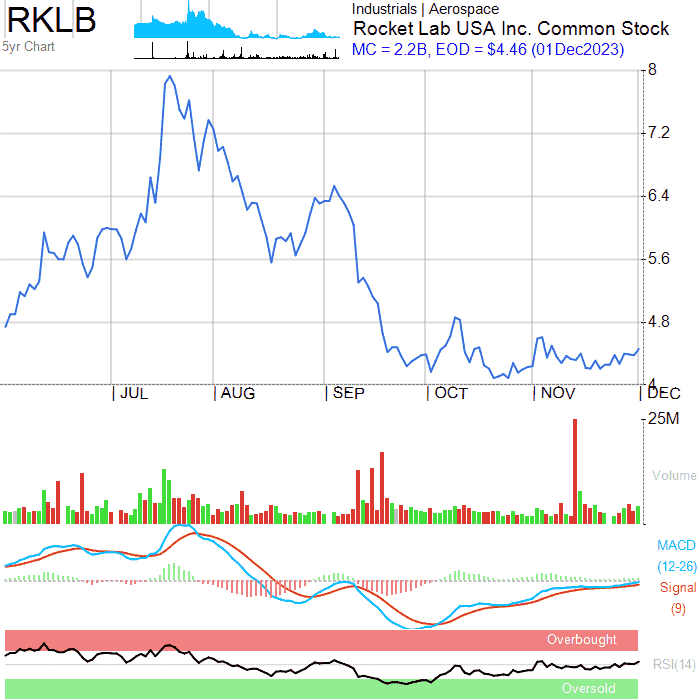 RKLB
5yr Chart
Industrials | Aerospace
Rocket Lab USA Inc. Common Stock
MC = 2.2B, EOD = $4.46 (01Dec2023)
8
7.2
6.4
5.6
4.8
4
JUL AUG SEP OCT NOV DEC
25M
Volume
MACD
(12-26)
Signal
(9)
Overbought
RSI(14)
Oversold